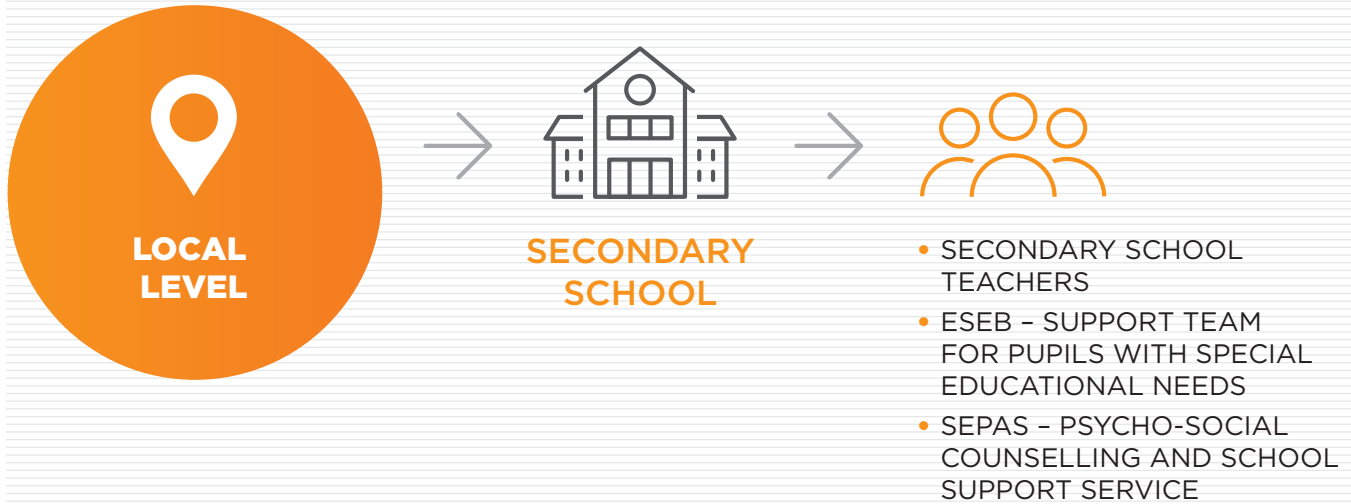 LOCAL
LEVEL
SECONDARY
SCHOOL
• SECONDARY SCHOOL
TEACHERS
• ESEB – SUPPORT TEAM
FOR PUPILS WITH SPECIAL
EDUCATIONAL NEEDS
• SEPAS – PSYCHO-SOCIAL
COUNSELLING AND SCHOOL
SUPPORT SERVICE